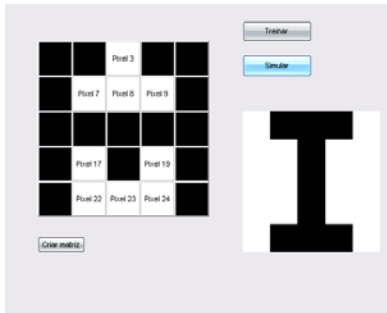 Treinar
Pixel 3
Simular
Pixel 7 Pixel 8 Pixel 9
Pixel 17 Pixel 19
Pixel 22 Pixel 23 Pixel 24
Criar matriz